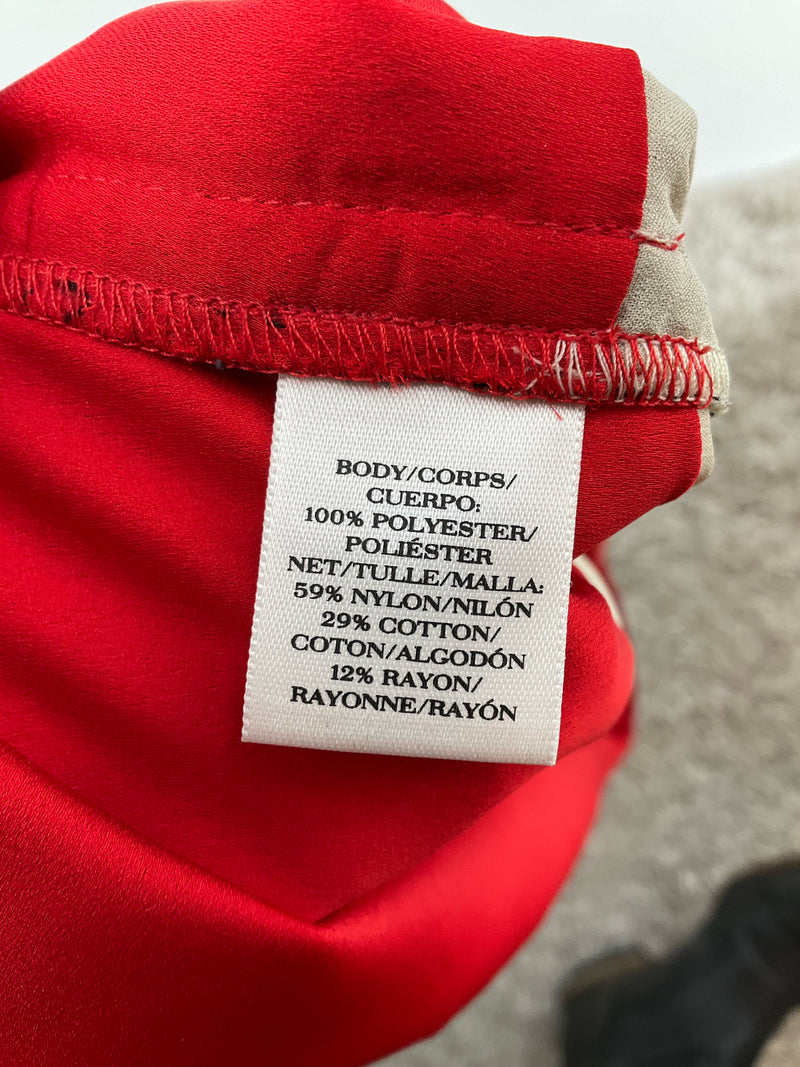 BODY/CORPS/
CUERPO:
100% POLYESTER/
POLIÉSTER
NET/TULLE/MALLA:
59% NYLON/NILÓN
29% COTTON/
COTON/ALGODÓN
12% RAYON/
RAYONNE/RAYÓN